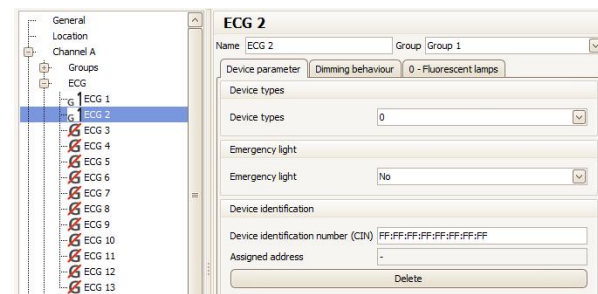 General
Location
Channel A
Groups
ECG
G 1 ECG 1
G 1 ECG 2
G ECG 3
G ECG 4
G ECG 5
G ECG 6
G ECG 7
G ECG 8
G ECG 9
G ECG 10
G ECG 11
G ECG 12
G ECG 13
ECG 2
Name ECG 2 Group Group 1
Device parameter Dimming behaviour 0 - Fluorescent lamps
Device types
Device types 0
Emergency light
Emergency light No
Device identification
Device identification number (CIN) FF:FF:FF:FF:FF:FF:FF:FF
Assigned address -
Delete